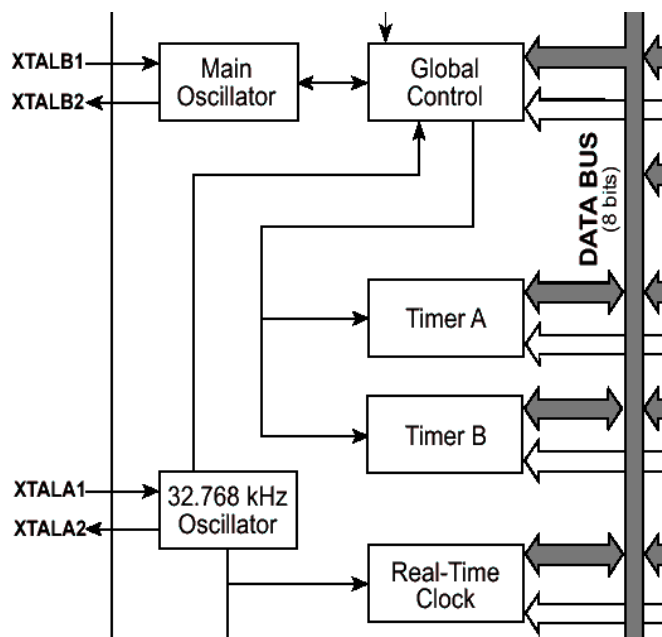 XTALB1
XTALB2
Main
Oscillator
Global
Control
DATA BUS
(8 bits)
Timer A
Timer B
XTALA1
XTALA2
32.768 kHz
Oscillator
Real-Time
Clock